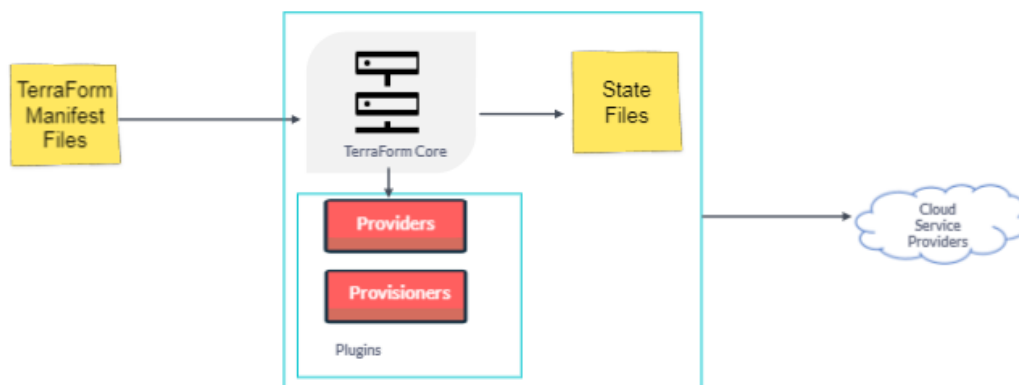 TerraForm
Manifest
Files
TerraForm Core
State
Files
Providers
Provisioners
Plugins
Cloud
Service
Providers